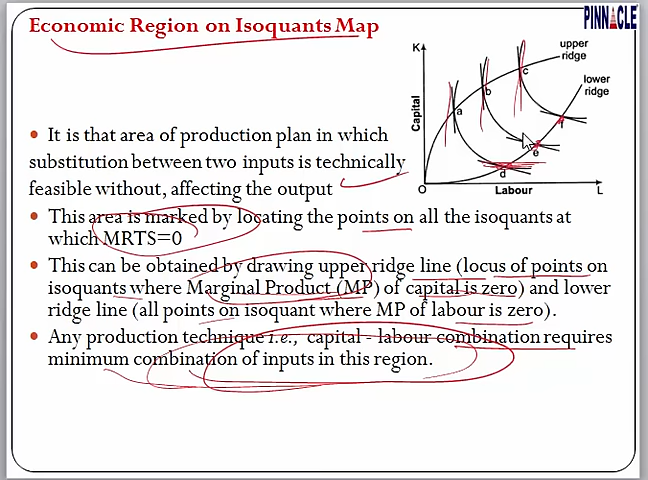 Economic Region on Isoquants Map
PINNACLE
K
upper
ridge
lower
ridge
Capital
a
b
c
d
e
f
O
Labour
L
It is that area of production plan in which
substitution between two inputs is technically
feasible without, affecting the output
This area is marked by locating the points on all the isoquants at
which MRTS=0
This can be obtained by drawing upper ridge line (locus of points on
isoquants where Marginal Product (MP) of capital is zero) and lower
ridge line (all points on isoquant where MP of labour is zero).
Any production technique i.e., capital - labour combination requires
minimum combination of inputs in this region.